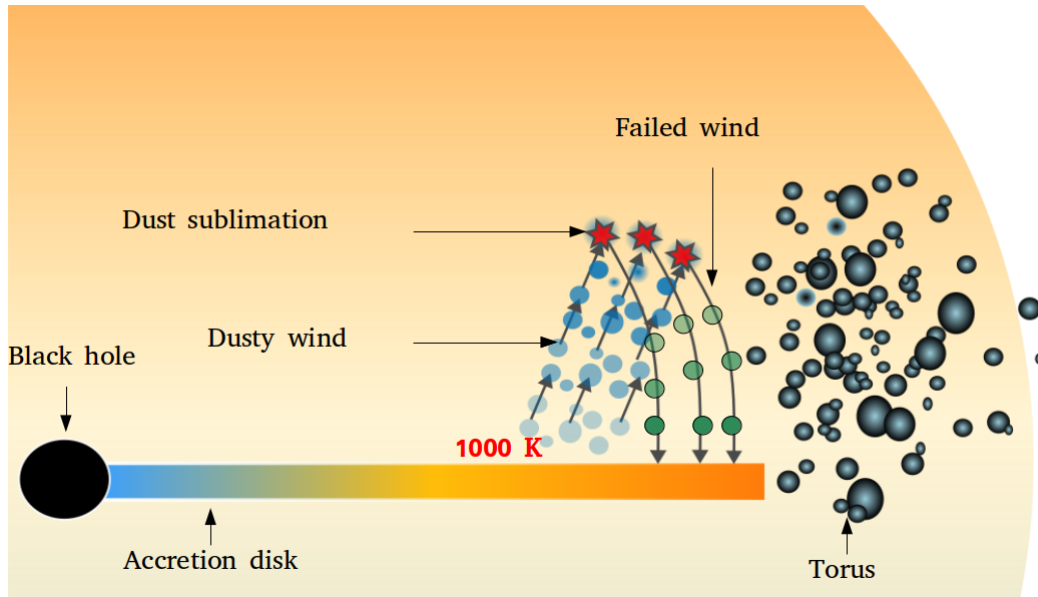 Failed wind
Dust sublimation
Dusty wind
Black hole
1000 K
Accretion disk
Torus